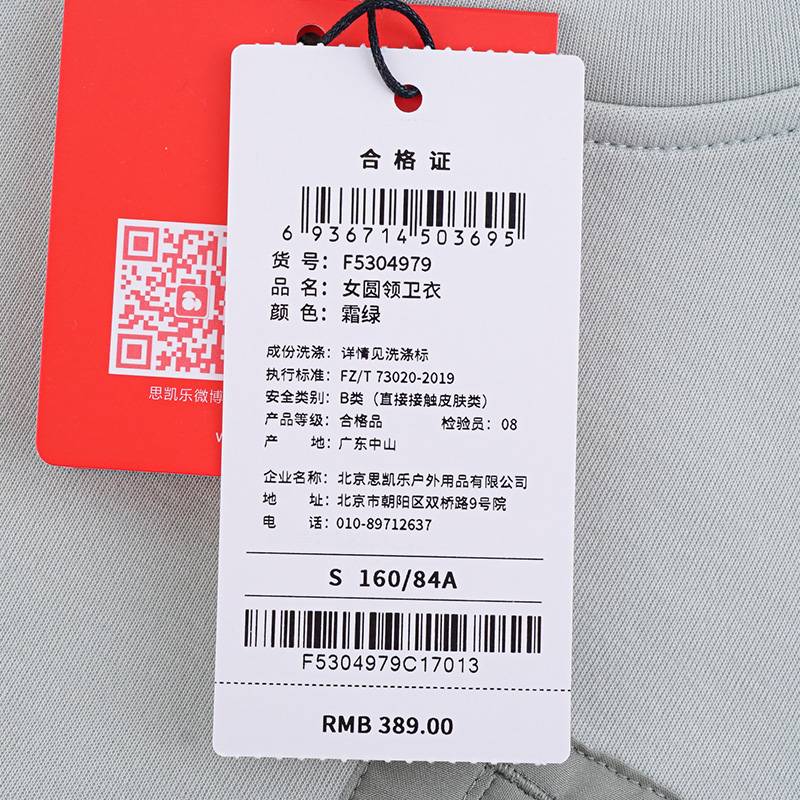 合格证
6 936714 503695
货 号：F5304979
品 名：女圆领卫衣
颜 色：霜绿
成份洗涤：详情见洗涤标
执行标准：FZ/T 73020-2019
安全类别：B类（直接接触皮肤类）
产品等级：合格品 检验员：08
产 地：广东中山
企业名称：北京思凯乐户外用品有限公司
地 址：北京市朝阳区双桥路9号院
电 话：010-89712637
S 160/84A
F5304979C17013
RMB 389.00
思凯乐微博